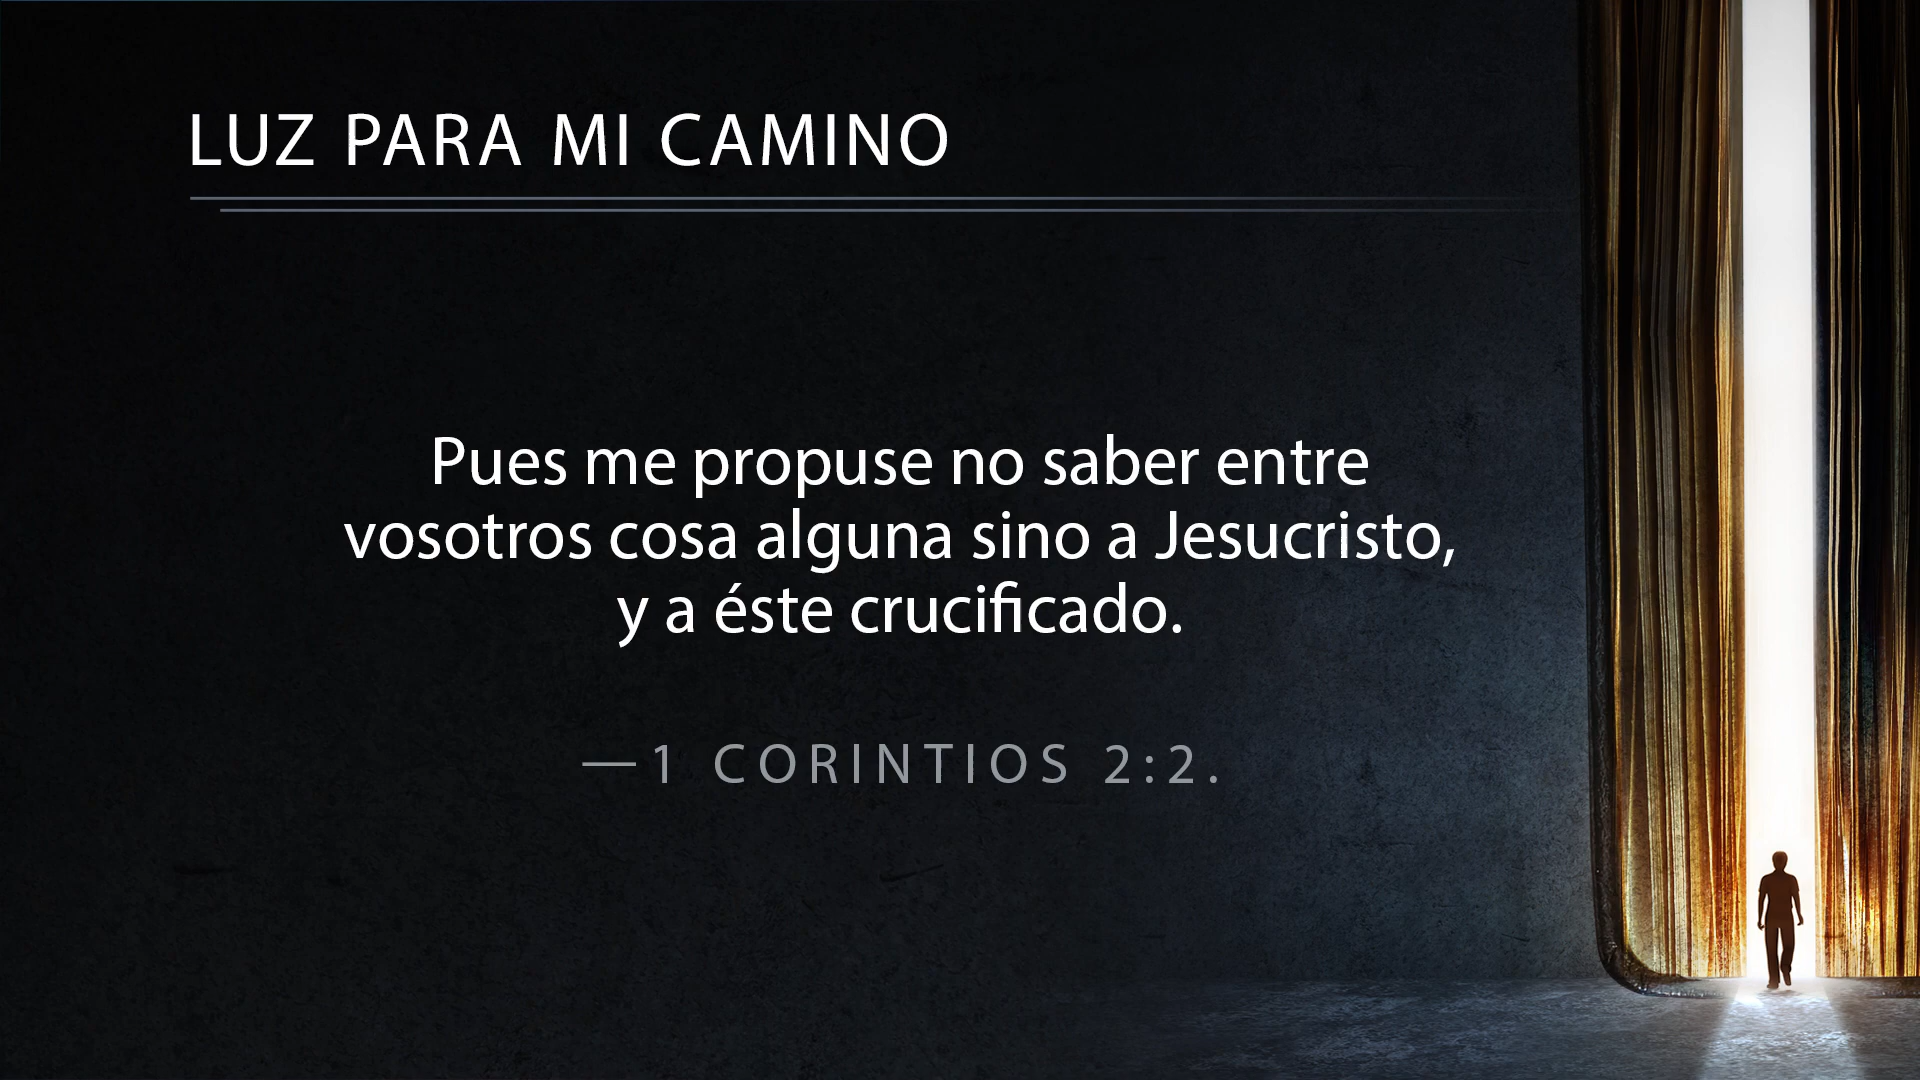 LUZ PARA MI CAMINO
Pues me propuse no saber entre
vosotros cosa alguna sino a Jesucristo,
y a éste crucificado.
—1 CORINTIOS 2:2.